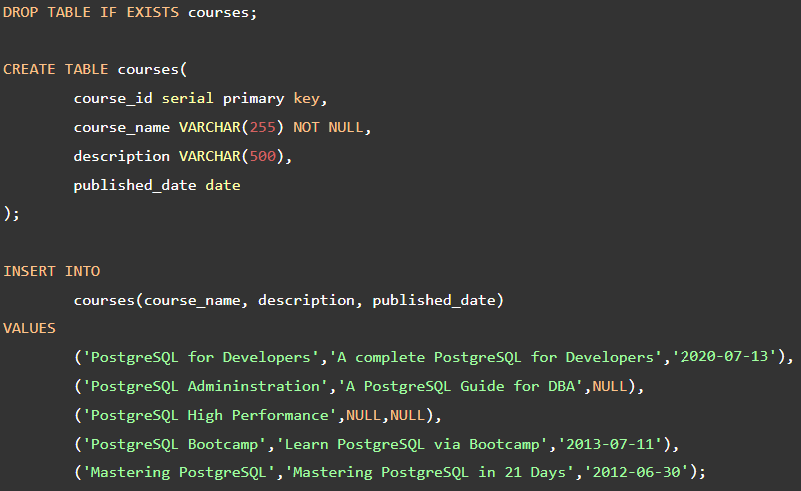 DROP TABLE IF EXISTS courses;
CREATE TABLE courses(
course_id serial primary key,
course_name VARCHAR(255) NOT NULL,
description VARCHAR(500),
published_date date
);
INSERT INTO
courses(course_name, description, published_date)
VALUES
('PostgreSQL for Developers','A complete PostgreSQL for Developers','2020-07-13'),
('PostgreSQL Admininstration','A PostgreSQL Guide for DBA',NULL),
('PostgreSQL High Performance',NULL,NULL),
('PostgreSQL Bootcamp','Learn PostgreSQL via Bootcamp','2013-07-11'),
('Mastering PostgreSQL','Mastering PostgreSQL in 21 Days','2012-06-30');